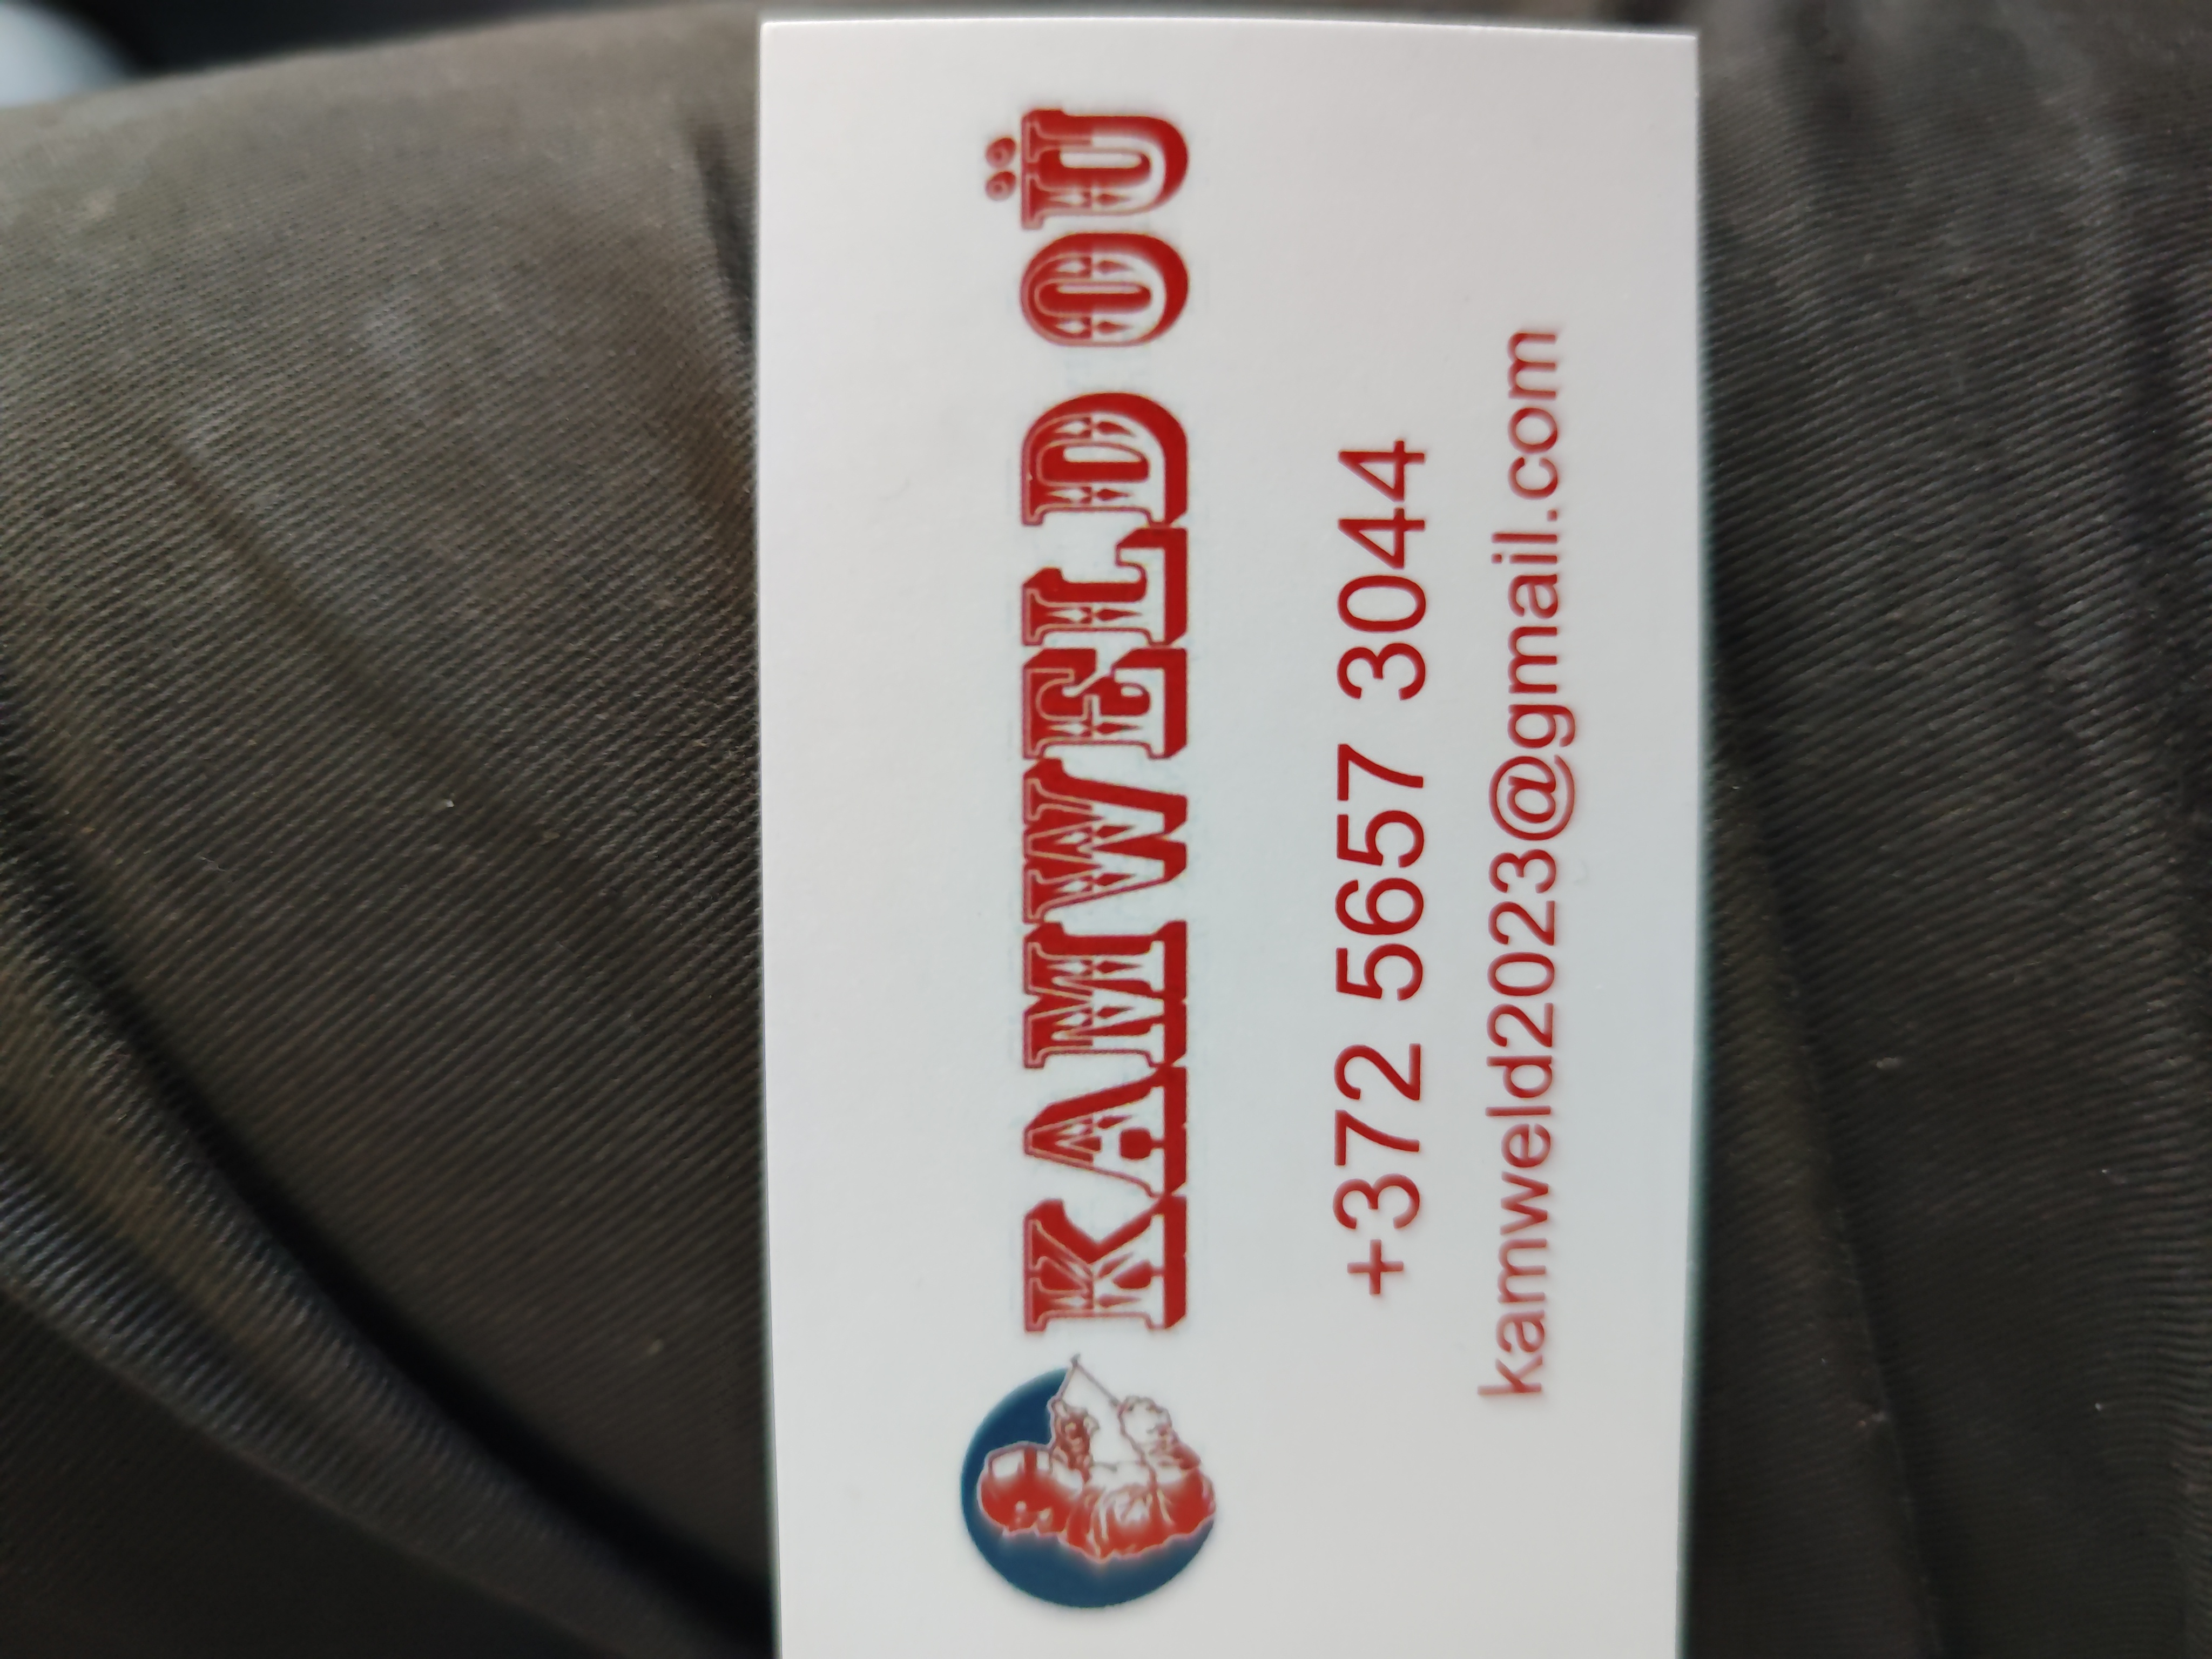 KAMWELD OÜ
+372 5657 3044
kamweld2023@gmail.com